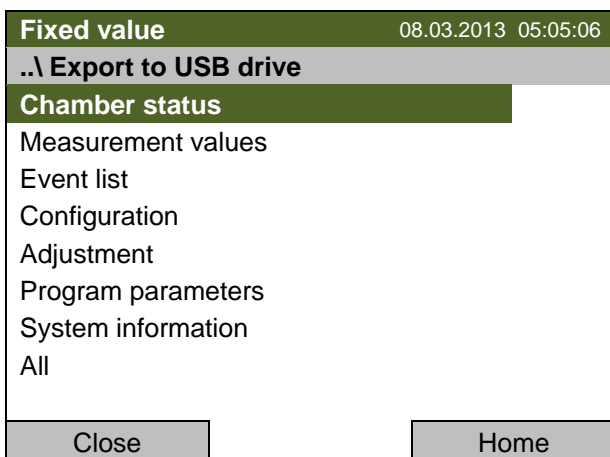 Fixed value 08.03.2013 05:05:06
..\ Export to USB drive
Chamber status
Measurement values
Event list
Configuration
Adjustment
Program parameters
System information
All
Close Home